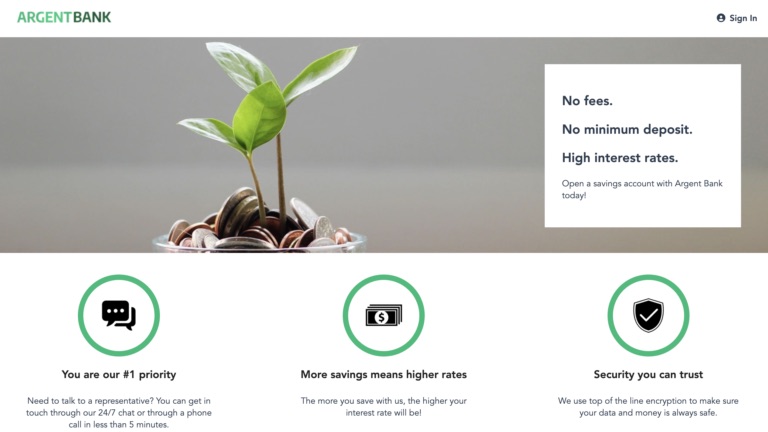 ARGENTBANK
Sign In
No fees.
No minimum deposit.
High interest rates.
Open a savings account with Argent Bank
today!
You are our #1 priority
Need to talk to a representative? You can get in
touch through our 24/7 chat or through a phone
call in less than 5 minutes.
More savings means higher rates
The more you save with us, the higher your
interest rate will be!
Security you can trust
We use top of the line encryption to make sure
your data and money is always safe.